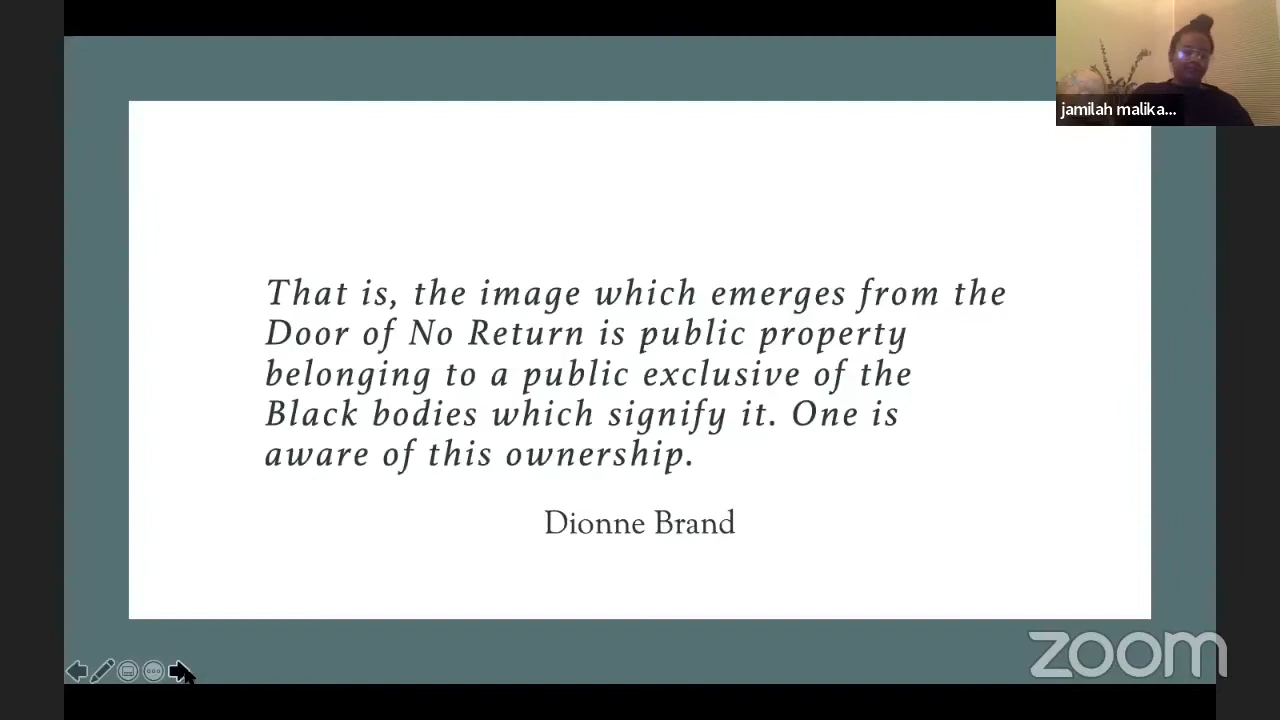 jamilah malika...
That is, the image which emerges from the
Door of No Return is public property
belonging to a public exclusive of the
Black bodies which signify it. One is
aware of this ownership.
Dionne Brand
zoom